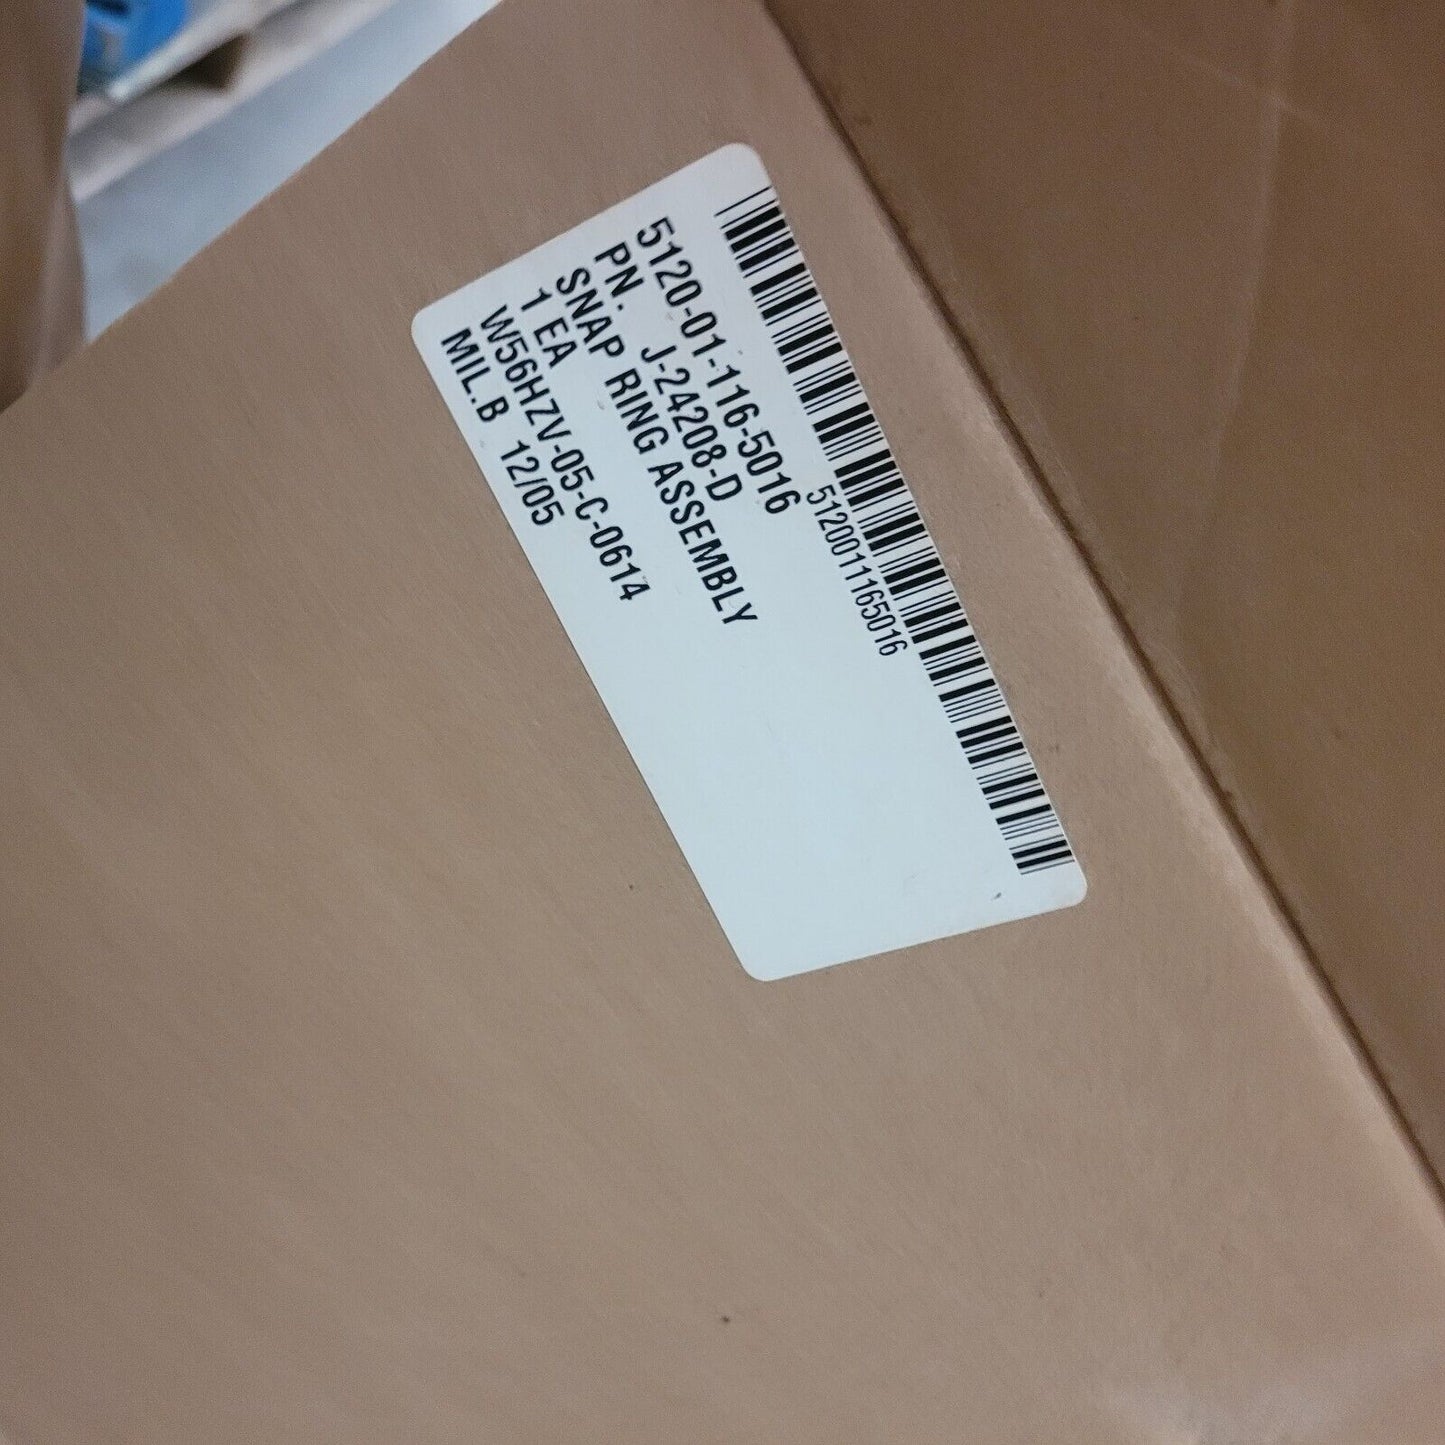 5120011165016
5120-01-116-5016
PN. J-24208-D
SNAP RING ASSEMBLY
1 EA
W56HZV-05-C-0614
MIL.B 12/05